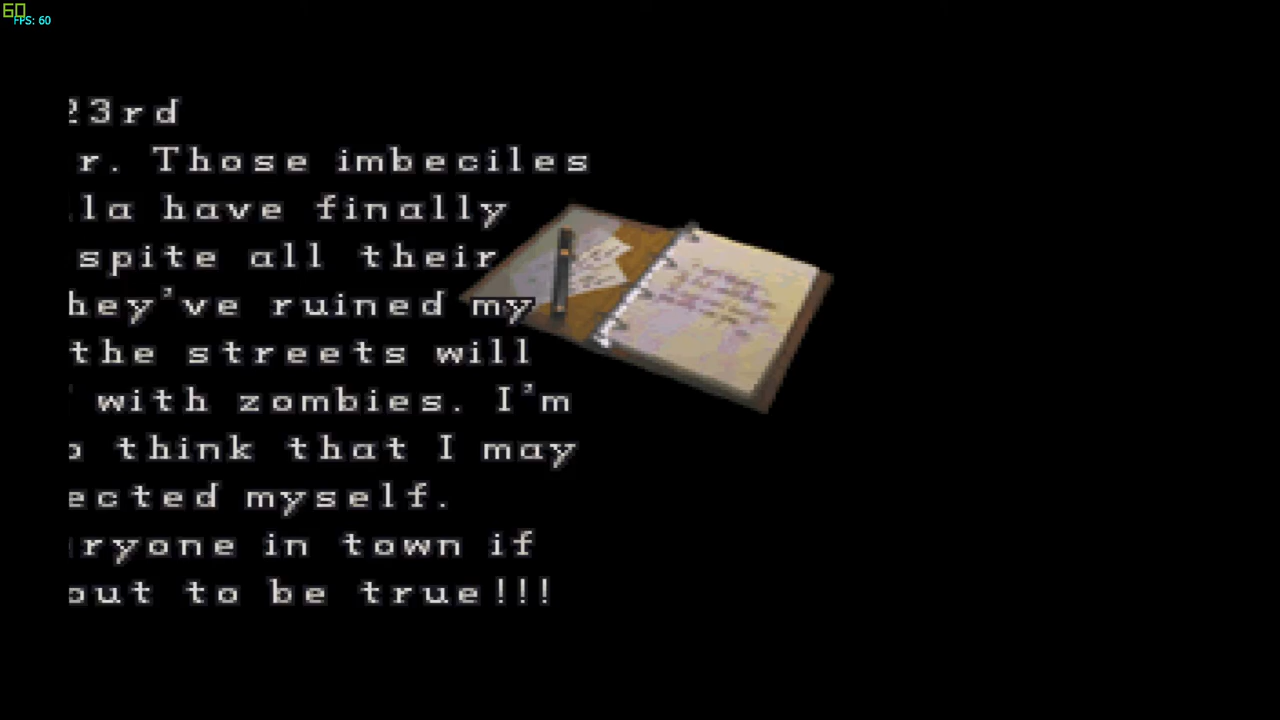 60
FPS: 60
23rd
r. Those imbeciles
la have finally
spite all their
hey've ruined my
the streets will
with zombies. I'm
think that I may
ected myself.
ryone in town if
out to be true!!!